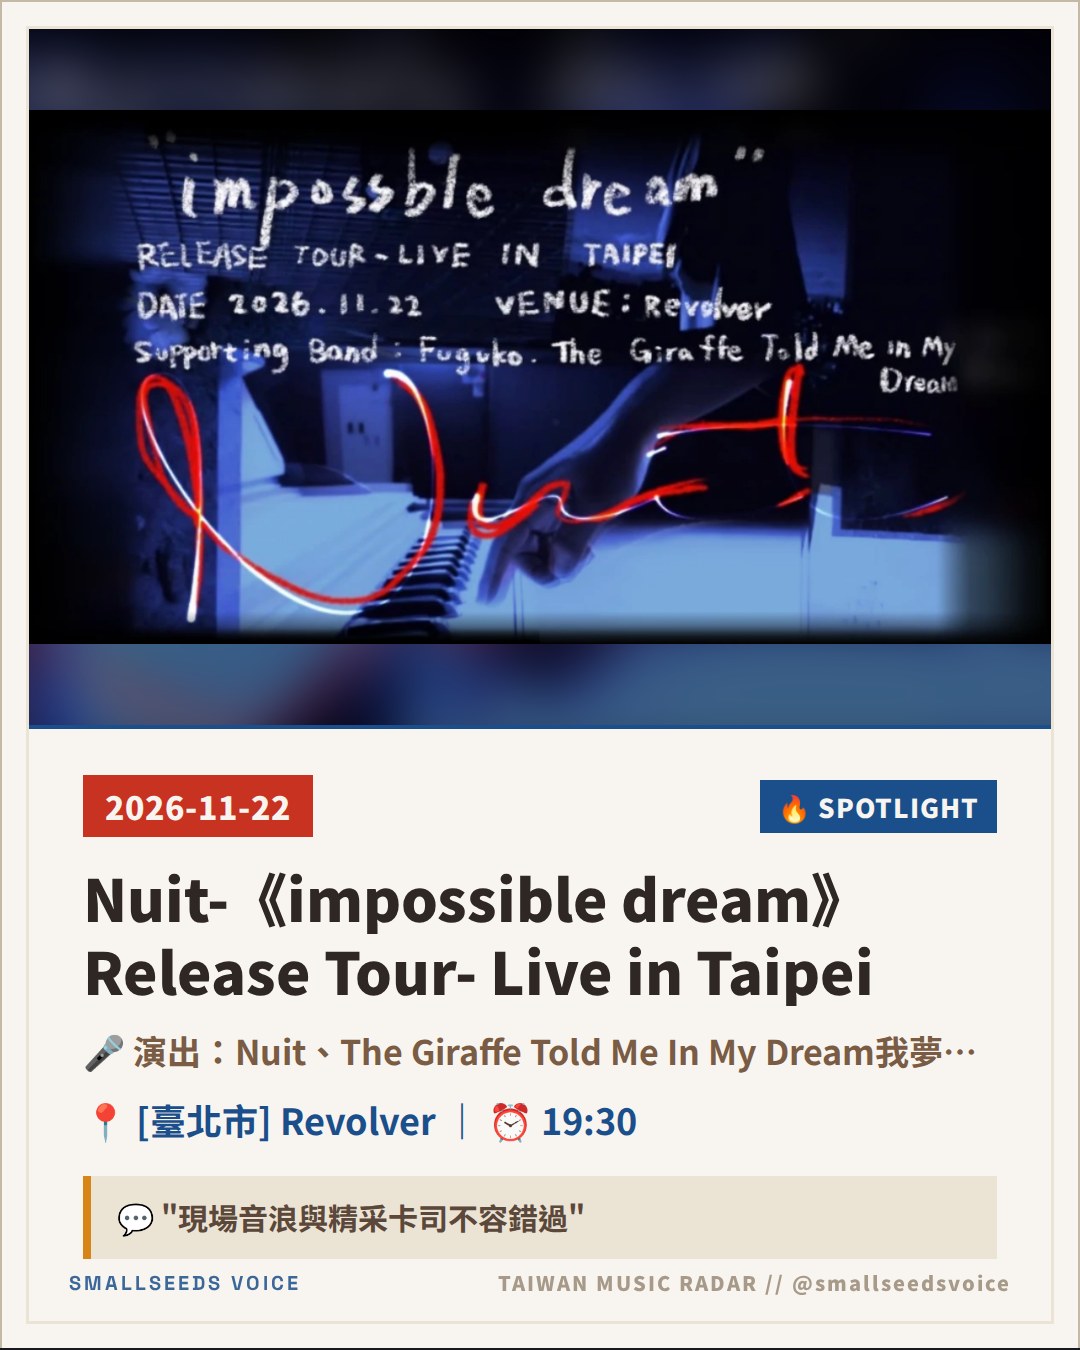 "impossble dream"
RELEASE TOUR-LIVE IN TAIPEI
DATE 2026.11.22 VENUE: Revolver
Supporting Band: Fuguko. The Giraffe Told Me in My
Dream
Nuit
2026-11-22
🔥 SPOTLIGHT
Nuit-《impossible dream》
Release Tour- Live in Taipei
🎤 演出：Nuit、The Giraffe Told Me In My Dream我夢…
📍 [臺北市] Revolver ｜ ⏰ 19:30
💬 "現場音浪與精采卡司不容錯過"
SMALLSEEDS VOICE
TAIWAN MUSIC RADAR // @smallseedsvoice